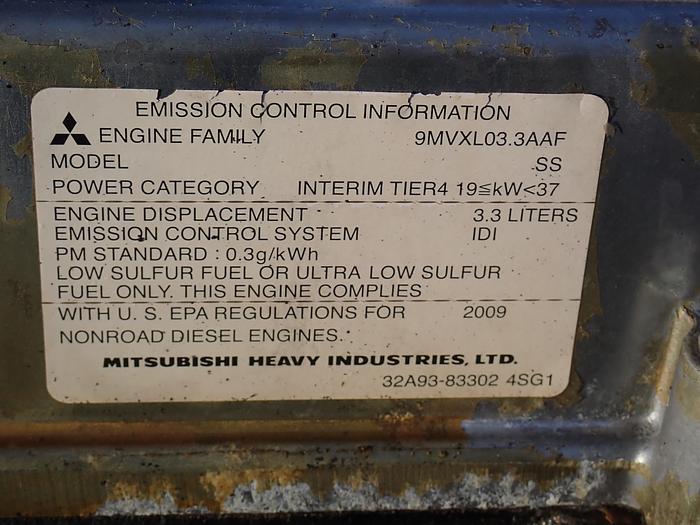 EMISSION CONTROL INFORMATION
ENGINE FAMILY 9MVXL03.3AAF
MODEL SS
POWER CATEGORY INTERIM TIER4 19≦kW<37
ENGINE DISPLACEMENT 3.3 LITERS
EMISSION CONTROL SYSTEM IDI
PM STANDARD : 0.3g/kWh
LOW SULFUR FUEL OR ULTRA LOW SULFUR
FUEL ONLY. THIS ENGINE COMPLIES
WITH U. S. EPA REGULATIONS FOR 2009
NONROAD DIESEL ENGINES.
MITSUBISHI HEAVY INDUSTRIES, LTD.
32A93-83302 4SG1